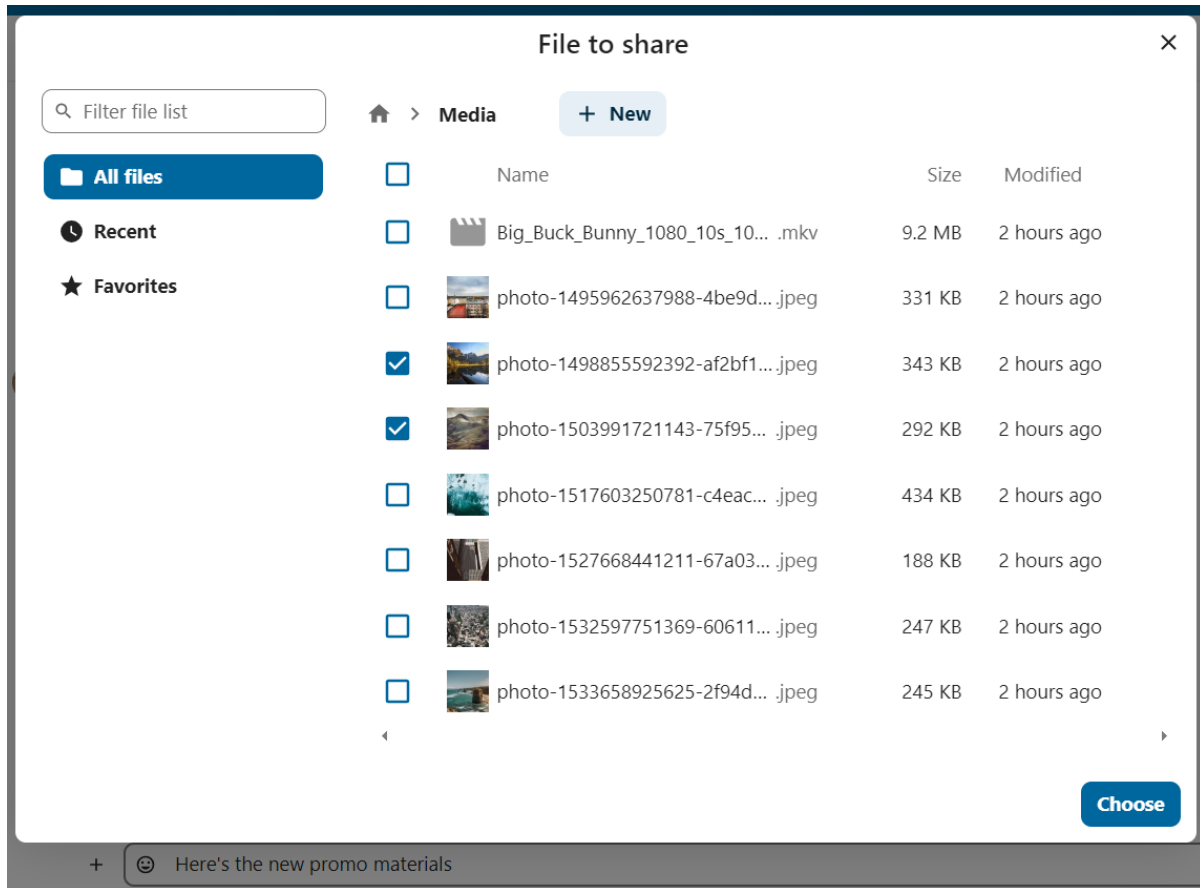 File to share
Filter file list
Media
+ New
All files
Recent
Favorites
Name Size Modified
Big_Buck_Bunny_1080_10s_10... .mkv 9.2 MB 2 hours ago
photo-1495962637988-4be9d... .jpeg 331 KB 2 hours ago
photo-1498855592392-af2bf1... .jpeg 343 KB 2 hours ago
photo-1503991721143-75f95... .jpeg 292 KB 2 hours ago
photo-1517603250781-c4eac... .jpeg 434 KB 2 hours ago
photo-1527668441211-67a03... .jpeg 188 KB 2 hours ago
photo-1532597751369-60611... .jpeg 247 KB 2 hours ago
photo-1533658925625-2f94d... .jpeg 245 KB 2 hours ago
Choose
Here's the new promo materials